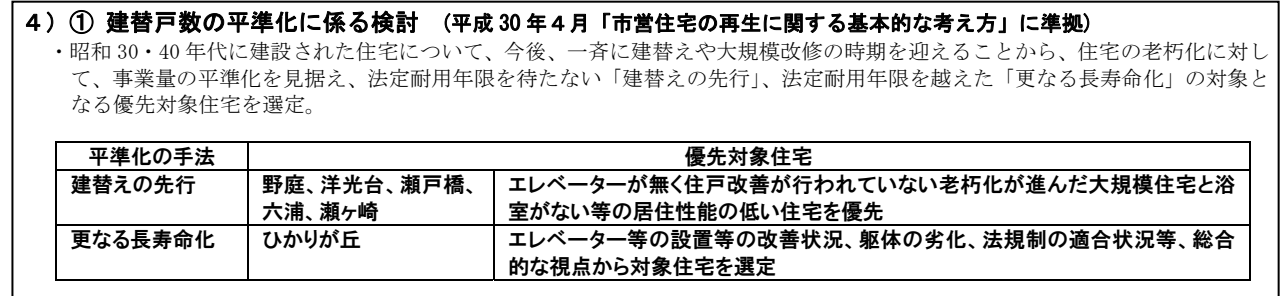 ４）① 建替戸数の平準化に係る検討 （平成 30 年４月「市営住宅の再生に関する基本的な考え方」に準拠）
・昭和 30・40 年代に建設された住宅について、今後、一斉に建替えや大規模改修の時期を迎えることから、住宅の老朽化に対し
て、事業量の平準化を見据え、法定耐用年限を待たない「建替えの先行」、法定耐用年限を越えた「更なる長寿命化」の対象と
なる優先対象住宅を選定。
平準化の手法 優先対象住宅
建替えの先行 野庭、洋光台、瀬戸橋、 エレベーターが無く住戸改善が行われていない老朽化が進んだ大規模住宅と浴
六浦、瀬ヶ崎 室がない等の居住性能の低い住宅を優先
更なる長寿命化 ひかりが丘 エレベーター等の設置等の改善状況、躯体の劣化、法規制の適合状況等、総合
的な視点から対象住宅を選定